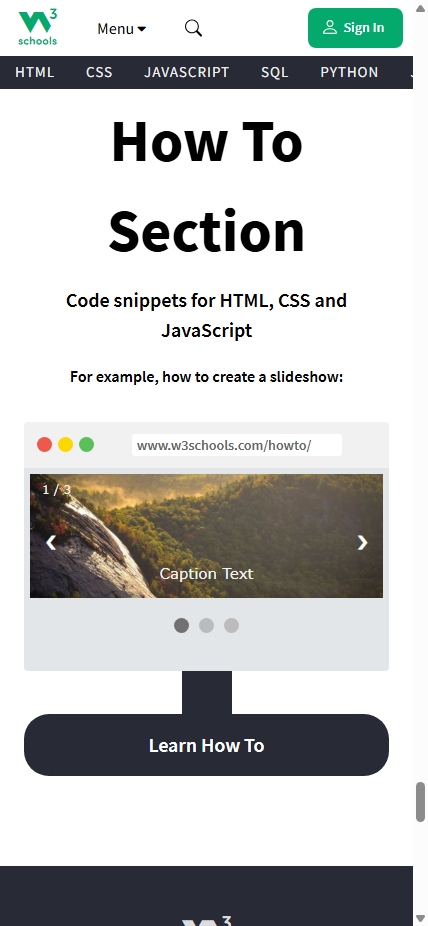 W3
schools
Menu
Sign In
HTML CSS JAVASCRIPT SQL PYTHON
How To
Section
Code snippets for HTML, CSS and
JavaScript
For example, how to create a slideshow:
www.w3schools.com/howto/
1 / 3
❮ ❯
Caption Text
Learn How To
W3